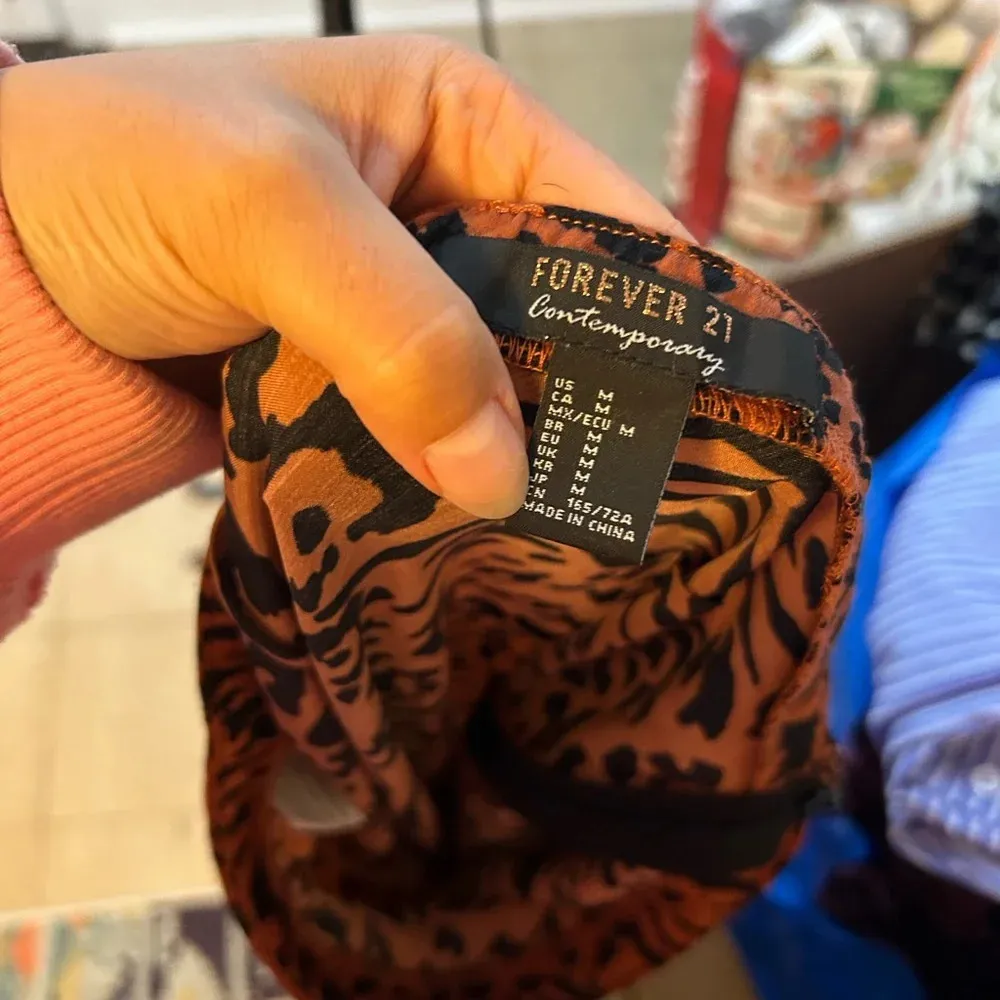 FOREVER 21
Contemporary
US M
CA M
MX/ECU M
BR M
EU M
UK M
KR M
JP M
CN 165/72A
MADE IN CHINA